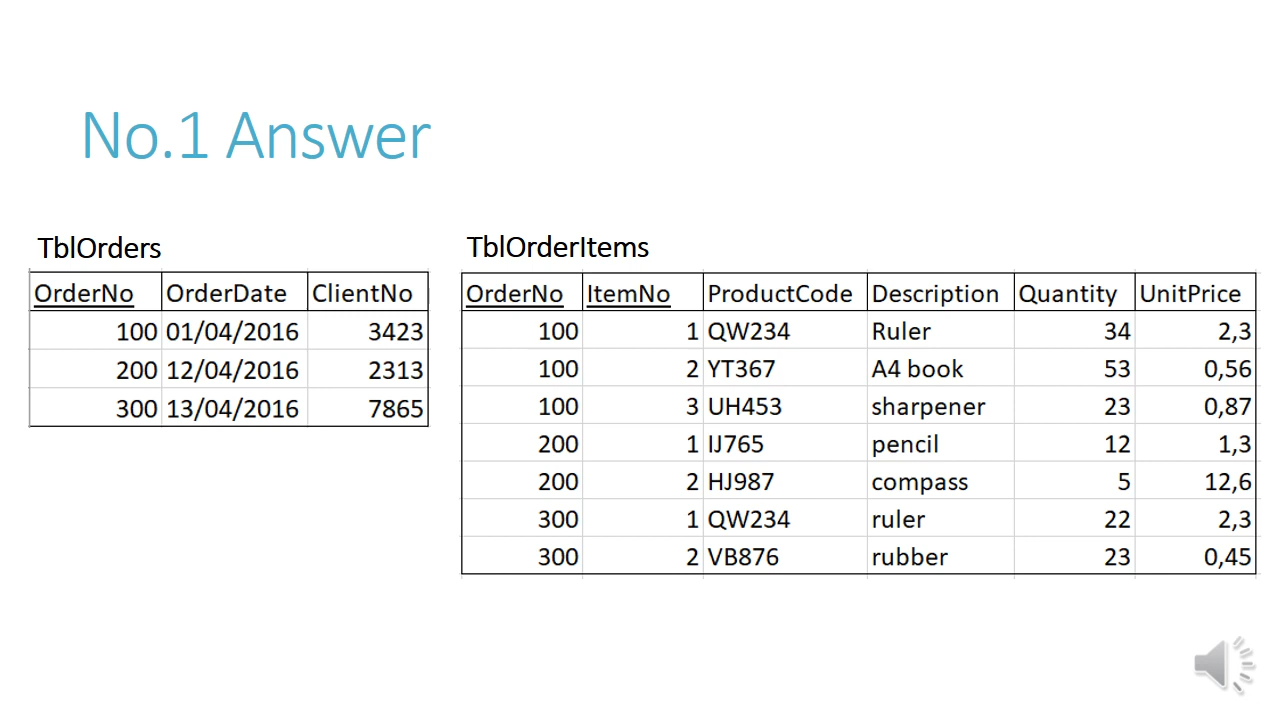 No.1 Answer
TblOrders
OrderNo OrderDate ClientNo
100 01/04/2016 3423
200 12/04/2016 2313
300 13/04/2016 7865
TblOrderItems
OrderNo ItemNo ProductCode Description Quantity UnitPrice
100 1 QW234 Ruler 34 2,3
100 2 YT367 A4 book 53 0,56
100 3 UH453 sharpener 23 0,87
200 1 IJ765 pencil 12 1,3
200 2 HJ987 compass 5 12,6
300 1 QW234 ruler 22 2,3
300 2 VB876 rubber 23 0,45